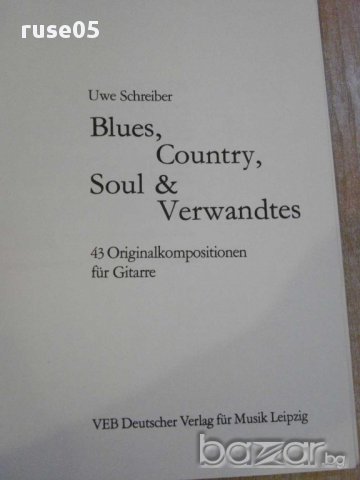 ruse05
Uwe Schreiber
Blues,
Country,
Soul &
Verwandtes
43 Originalkompositionen
für Gitarre
VEB Deutscher Verlag für Musik Leipzig
bazar.bg